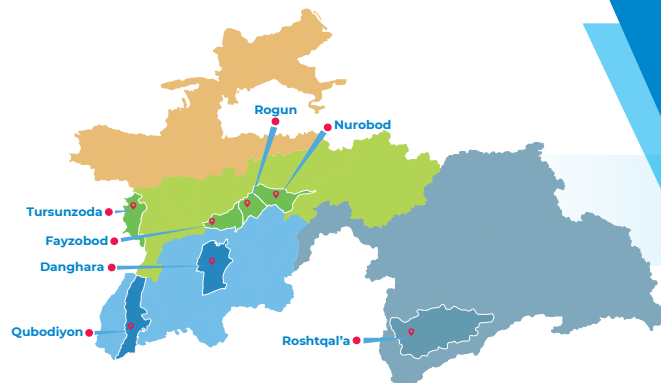 Rogun
Nurobod
Tursunzoda
Fayzobod
Danghara
Qubodiyon
Roshtqal’a